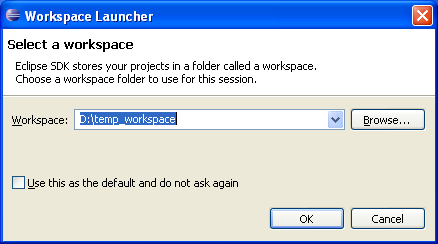 Workspace Launcher
Select a workspace
Eclipse SDK stores your projects in a folder called a workspace.
Choose a workspace folder to use for this session.
Workspace: D:\temp_workspace Browse...
Use this as the default and do not ask again
OK Cancel